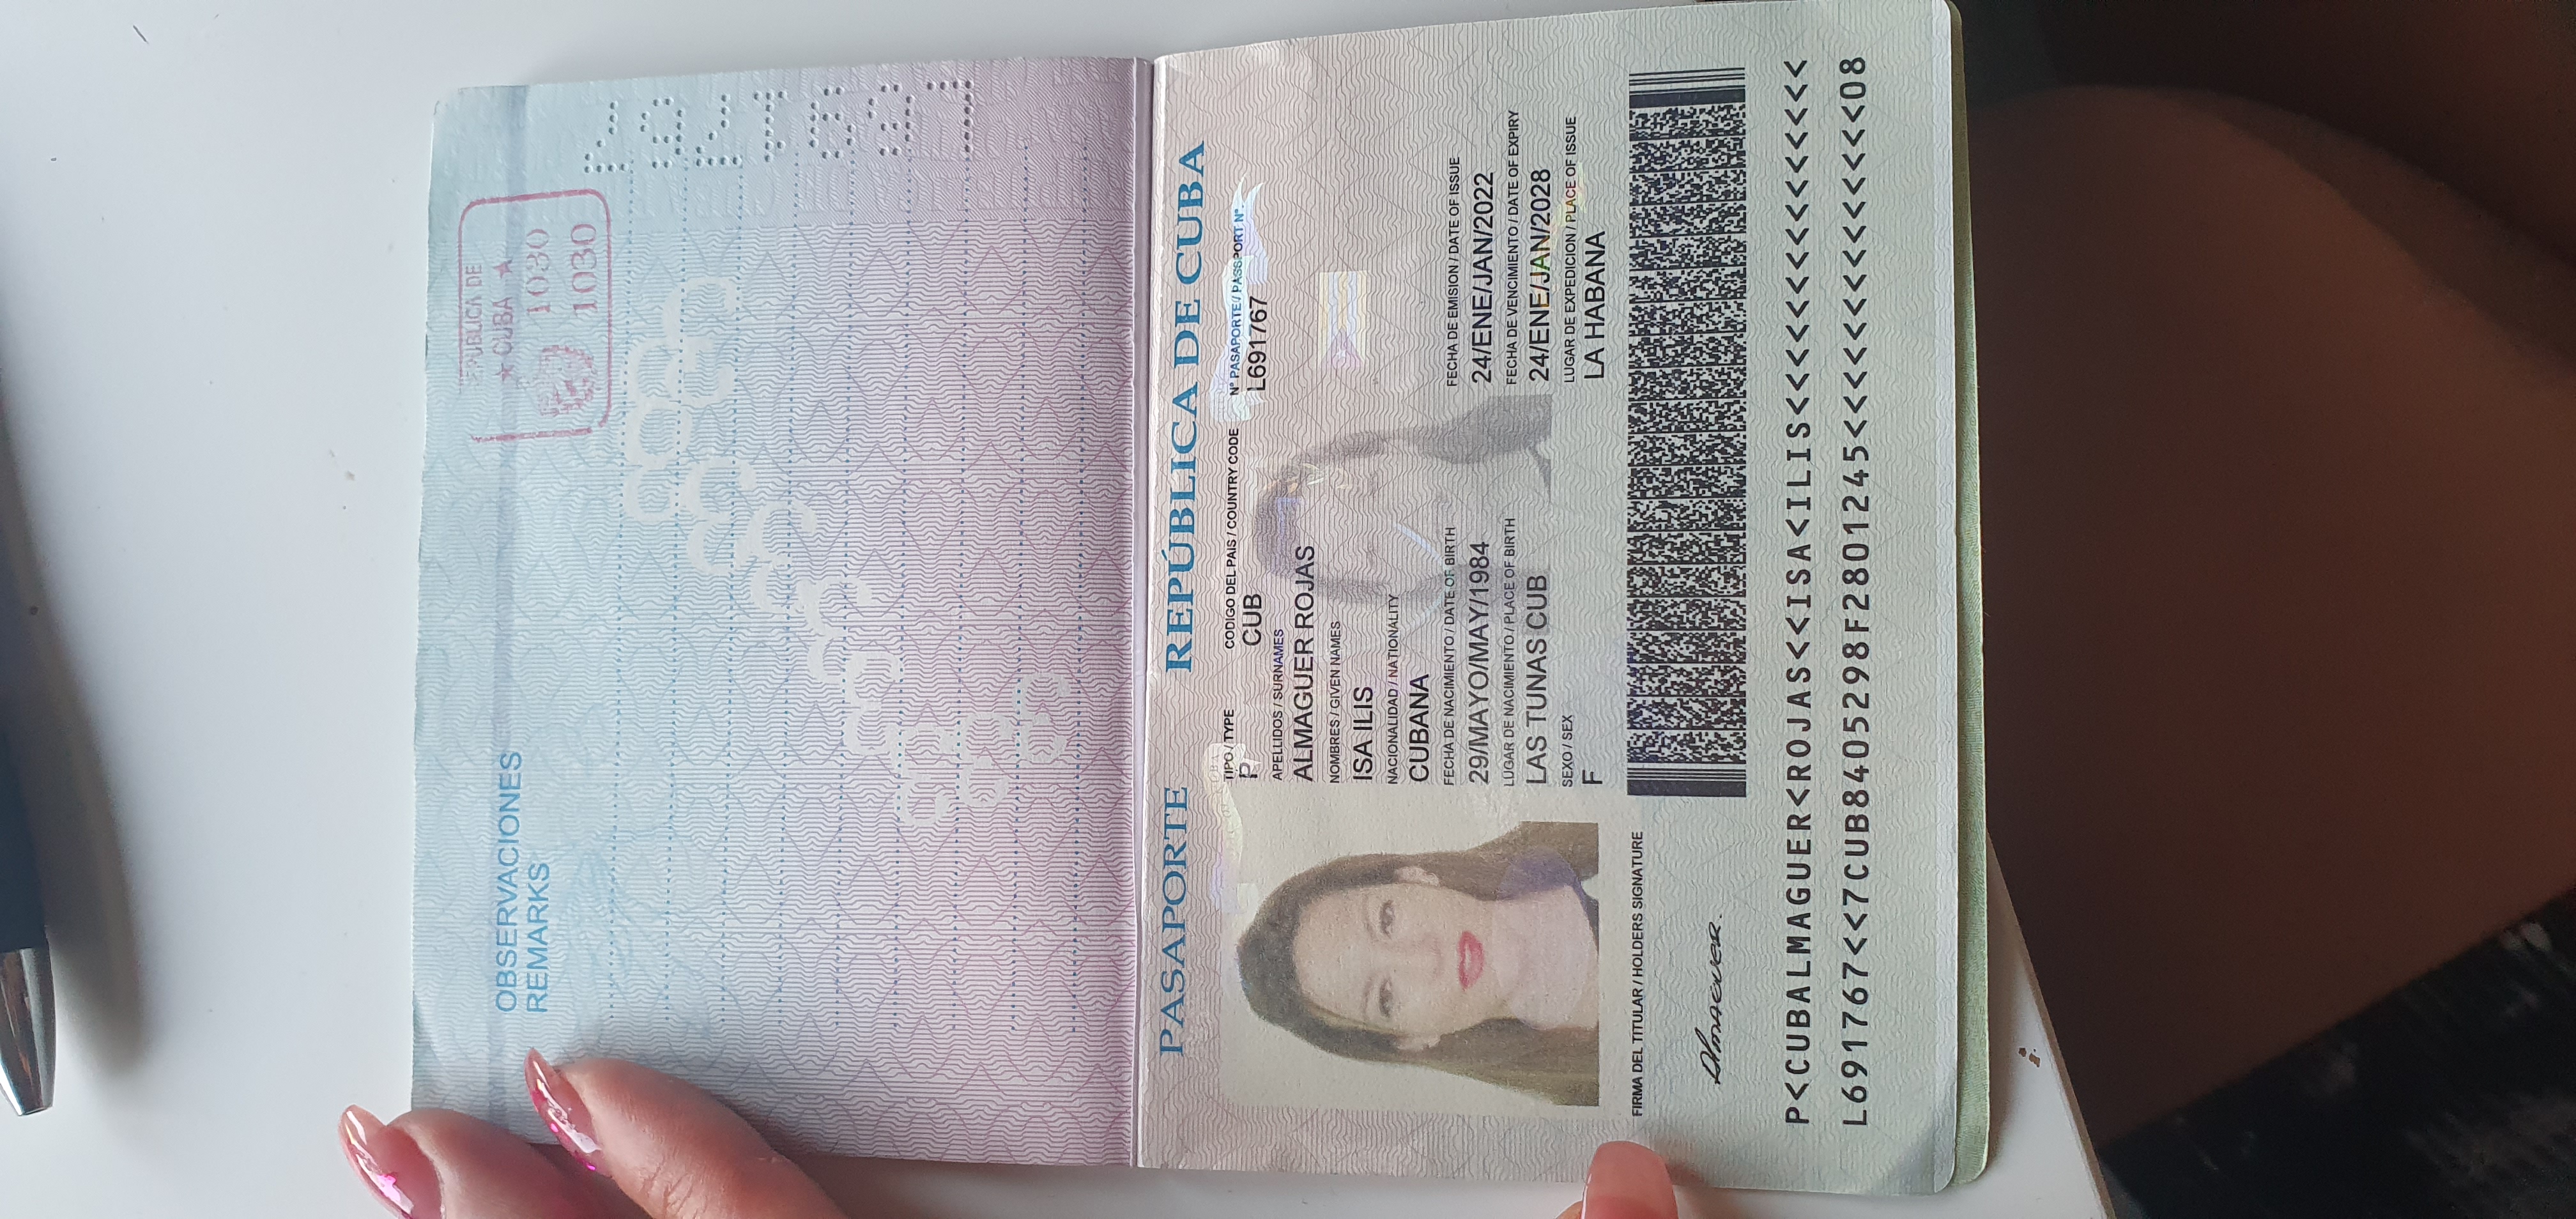 OBSERVACIONES
REMARKS
REPUBLICA DE
★ CUBA ★
1030
1030
L691767
PASAPORTE
REPÚBLICA DE CUBA
TIPO / TYPE
CODIGO DEL PAIS / COUNTRY CODE
Nº PASAPORTE / PASSPORT Nº.
P
CUB
L691767
APELLIDOS / SURNAMES
ALMAGUER ROJAS
NOMBRES / GIVEN NAMES
ISA ILIS
NACIONALIDAD / NATIONALITY
CUBANA
FECHA DE NACIMIENTO / DATE OF BIRTH
29/MAYO/MAY/1984
LUGAR DE NACIMIENTO / PLACE OF BIRTH
LAS TUNAS CUB
SEXO / SEX
F
FECHA DE EMISION / DATE OF ISSUE
24/ENE/JAN/2022
FECHA DE VENCIMIENTO / DATE OF EXPIRY
24/ENE/JAN/2028
LUGAR DE EXPEDICION / PLACE OF ISSUE
LA HABANA
FIRMA DEL TITULAR / HOLDERS SIGNATURE
Almaguer.
P<CUBALMAGUER<ROJAS<<ISA<ILIS<<<<<<<<<<<<<<<
L691767<<7CUB8405298F2801245<<<<<<<<<<<<<<08